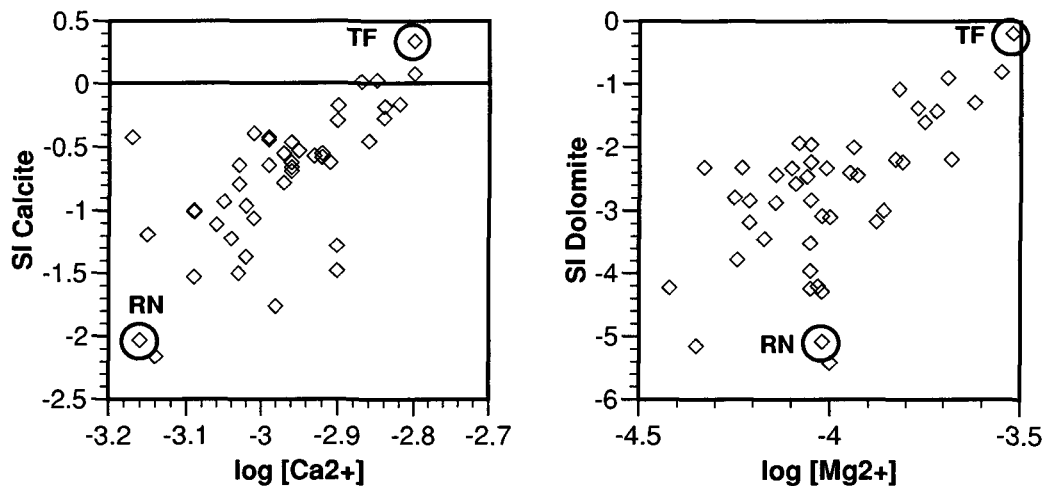 0.5
0
-0.5
-1
-1.5
-2
-2.5
SI Calcite
TF
RN
-3.2 -3.1 -3 -2.9 -2.8 -2.7
log [Ca2+]
0
-1
-2
-3
-4
-5
-6
SI Dolomite
TF
RN
-4.5 -4 -3.5
log [Mg2+]